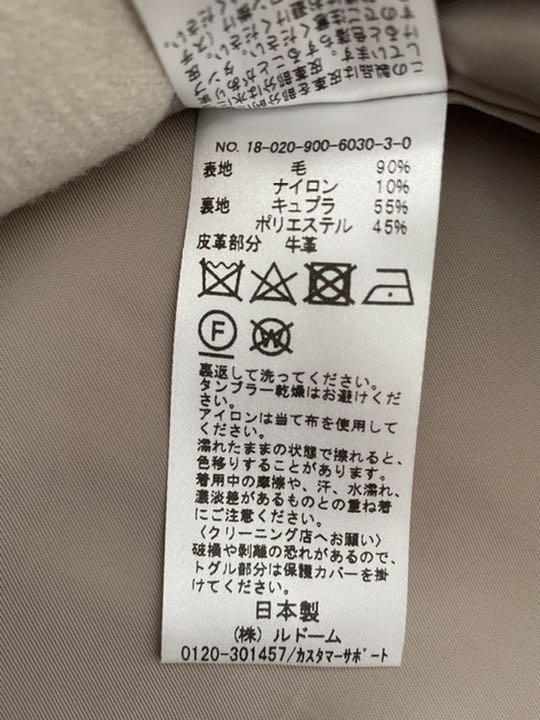 NO. 18-020-900-6030-3-0
表地 毛 90%
ナイロン 10%
裏地 キュプラ 55%
ポリエステル 45%
皮革部分 牛革
F W
裏返して洗ってください。
タンブラー乾燥はお避けくだ
さい。
アイロンは当て布を使用して
ください。
濡れたままの状態で擦れると、
色移りすることがあります。
着用中の摩擦や、汗、水濡れ、
濃淡差があるものとの重ね着
にご注意ください。
〈クリーニング店へお願い〉
破損や剥離の恐れがあるので、
トグル部分は保護カバーを掛
けてください。
日本製
(株) ルドーム
0120-301457/カスタマーサポート